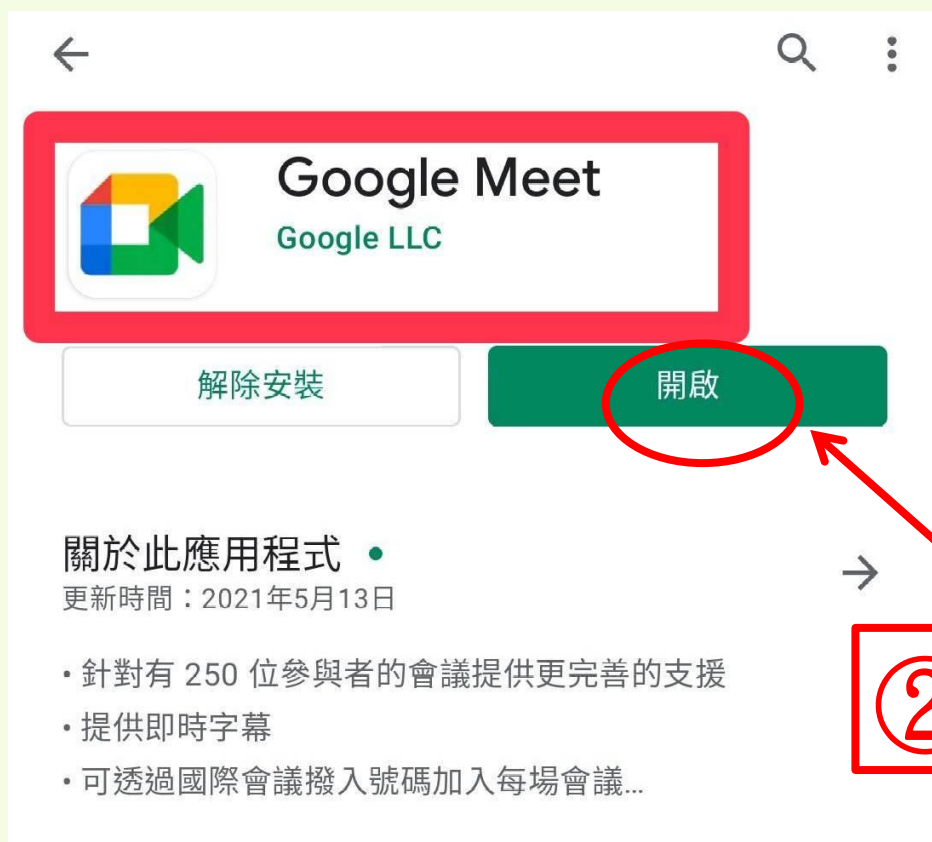 Google Meet
Google LLC
解除安裝
開啟
關於此應用程式 •
更新時間：2021年5月13日
• 針對有 250 位參與者的會議提供更完善的支援
• 提供即時字幕
• 可透過國際會議撥入號碼加入每場會議...
②